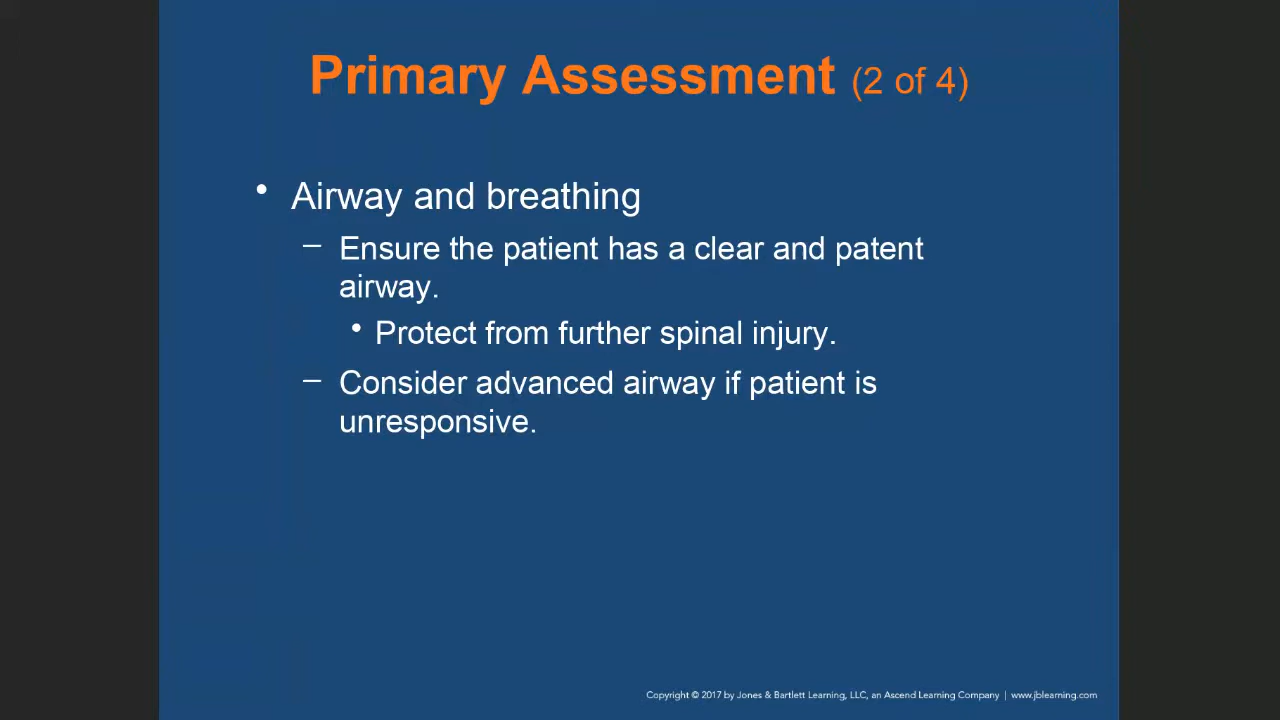 Primary Assessment (2 of 4)
• Airway and breathing
– Ensure the patient has a clear and patent
airway.
• Protect from further spinal injury.
– Consider advanced airway if patient is
unresponsive.
Copyright © 2017 by Jones & Bartlett Learning, LLC, an Ascend Learning Company | www.jblearning.com